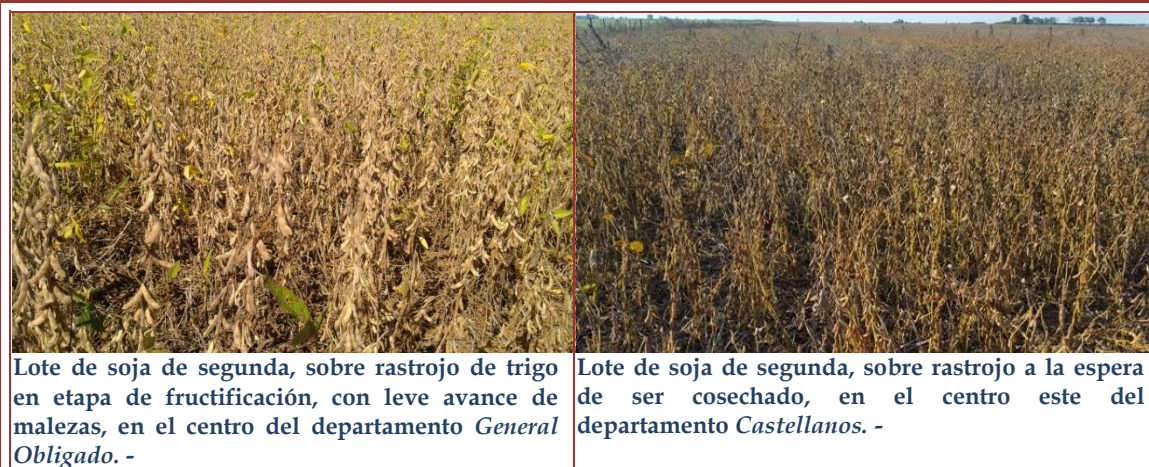 Lote de soja de segunda, sobre rastrojo de trigo
en etapa de fructificación, con leve avance de
malezas, en el centro del departamento General
Obligado. -
Lote de soja de segunda, sobre rastrojo a la espera
de ser cosechado, en el centro este del
departamento Castellanos. -